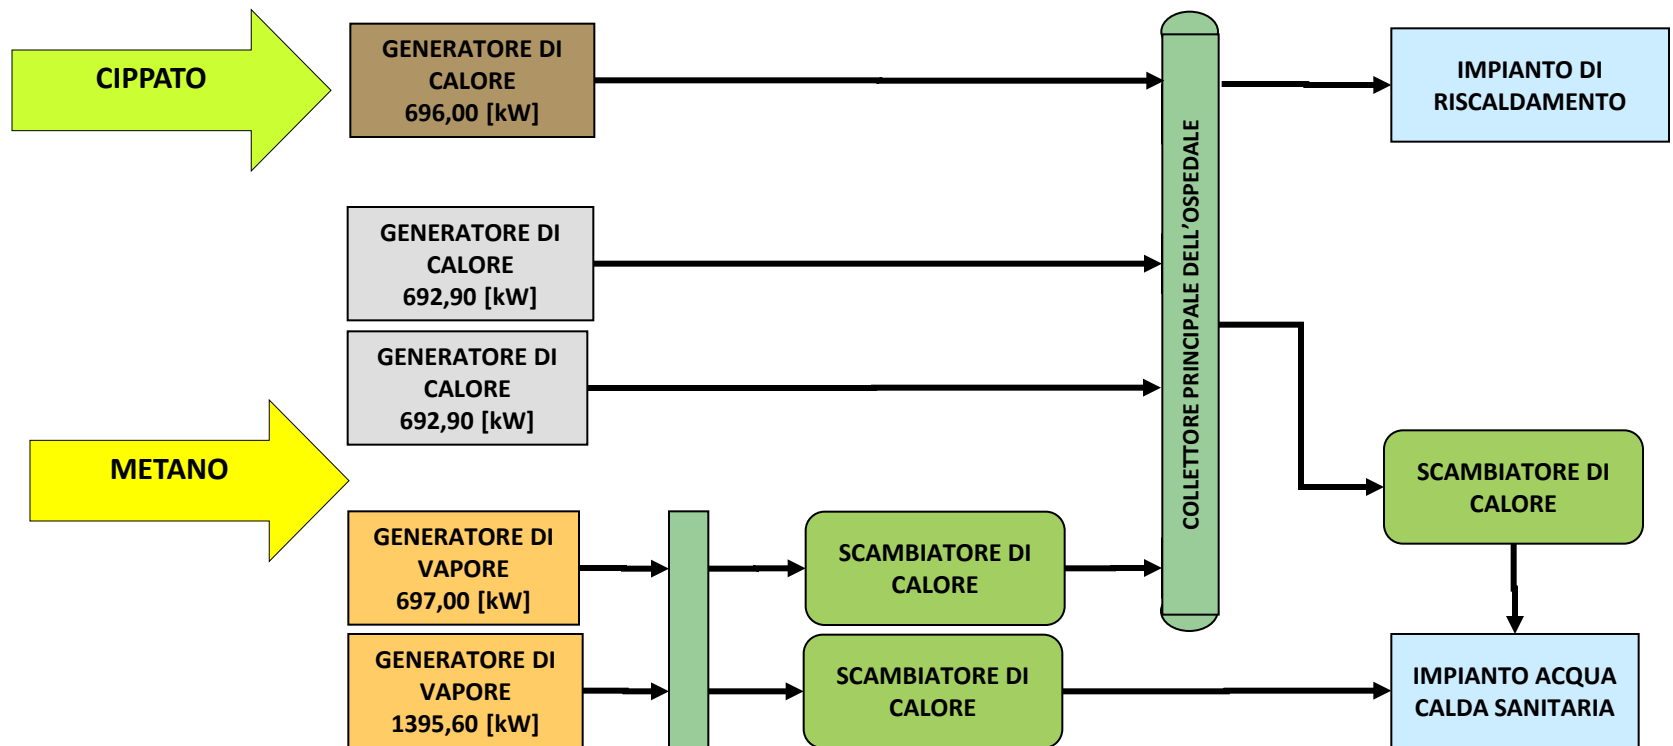 CIPPATO
GENERATORE DI
CALORE
696,00 [kW]
IMPIANTO DI
RISCALDAMENTO
GENERATORE DI
CALORE
692,90 [kW]
GENERATORE DI
CALORE
692,90 [kW]
COLLETTORE PRINCIPALE DELL'OSPEDALE
METANO
SCAMBIATORE DI
CALORE
GENERATORE DI
VAPORE
697,00 [kW]
SCAMBIATORE DI
CALORE
GENERATORE DI
VAPORE
1395,60 [kW]
SCAMBIATORE DI
CALORE
IMPIANTO ACQUA
CALDA SANITARIA